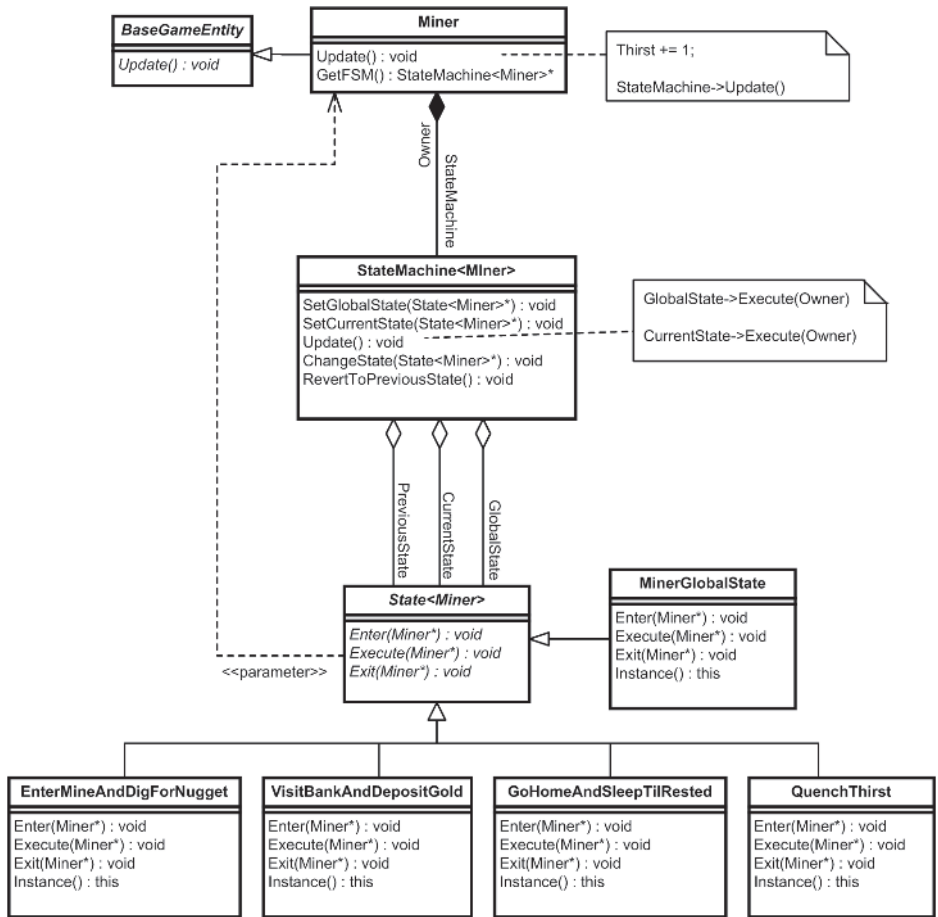 BaseGameEntity
Update() : void
Miner
Update() : void
GetFSM() : StateMachine<Miner>*
Thirst += 1;
StateMachine->Update()
Owner
StateMachine
StateMachine<MIner>
SetGlobalState(State<Miner>*) : void
SetCurrentState(State<Miner>*) : void
Update() : void
ChangeState(State<Miner>*) : void
RevertToPreviousState() : void
GlobalState->Execute(Owner)
CurrentState->Execute(Owner)
PreviousState
CurrentState
GlobalState
State<Miner>
Enter(Miner*) : void
Execute(Miner*) : void
Exit(Miner*) : void
<<parameter>>
MinerGlobalState
Enter(Miner*) : void
Execute(Miner*) : void
Exit(Miner*) : void
Instance() : this
EnterMineAndDigForNugget
Enter(Miner*) : void
Execute(Miner*) : void
Exit(Miner*) : void
Instance() : this
VisitBankAndDepositGold
Enter(Miner*) : void
Execute(Miner*) : void
Exit(Miner*) : void
Instance() : this
GoHomeAndSleepTilRested
Enter(Miner*) : void
Execute(Miner*) : void
Exit(Miner*) : void
Instance() : this
QuenchThirst
Enter(Miner*) : void
Execute(Miner*) : void
Exit(Miner*) : void
Instance() : this